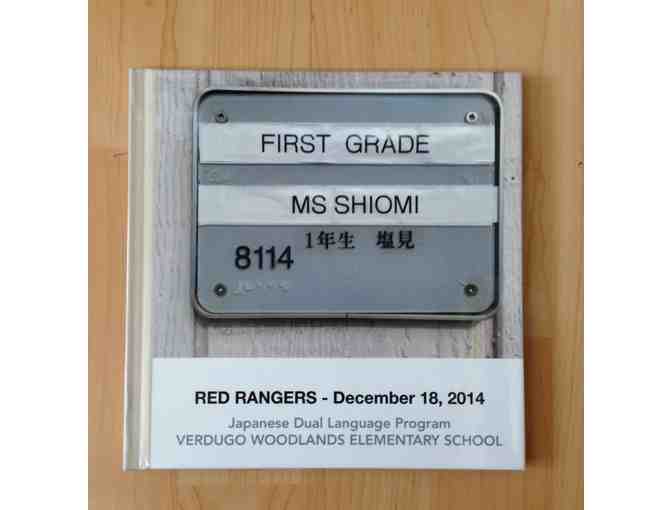 FIRST GRADE
MS SHIOMI
1年生 塩見
8114
RED RANGERS - December 18, 2014
Japanese Dual Language Program
VERDUGO WOODLANDS ELEMENTARY SCHOOL